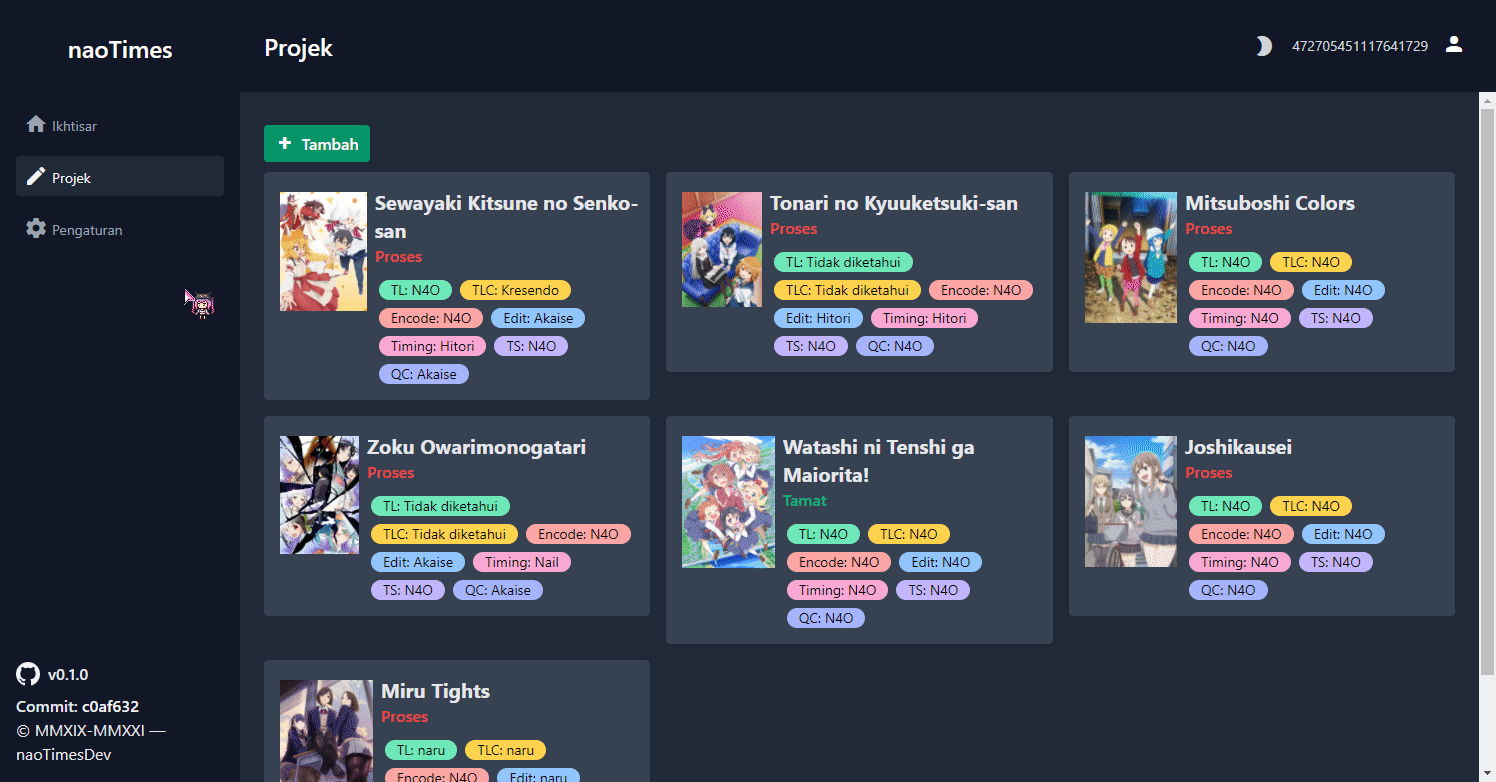 naoTimes
Projek
472705451117641729
Ikhtisar
Projek
Pengaturan
Tambah
Sewayaki Kitsune no Senko-
san
Proses
TL: N4O
TLC: Kresendo
Encode: N4O
Edit: Akaise
Timing: Hitori
TS: N4O
QC: Akaise
Tonari no Kyuuketsuki-san
Proses
TL: Tidak diketahui
TLC: Tidak diketahui
Encode: N4O
Edit: Hitori
Timing: Hitori
TS: N4O
QC: N4O
Mitsuboshi Colors
Proses
TL: N4O
TLC: N4O
Encode: N4O
Edit: N4O
Timing: N4O
TS: N4O
QC: N4O
Zoku Owarimonogatari
Proses
TL: Tidak diketahui
TLC: Tidak diketahui
Encode: N4O
Edit: Akaise
Timing: Nail
TS: N4O
QC: Akaise
Watashi ni Tenshi ga
Maiorita!
Tamat
TL: N4O
TLC: N4O
Encode: N4O
Edit: N4O
Timing: N4O
TS: N4O
QC: N4O
Joshikausei
Proses
TL: N4O
TLC: N4O
Encode: N4O
Edit: N4O
Timing: N4O
TS: N4O
QC: N4O
Miru Tights
Proses
TL: naru
TLC: naru
Encode: N4O
Edit: naru
v0.1.0
Commit: c0af632
© MMXIX-MMXXI —
naoTimesDev